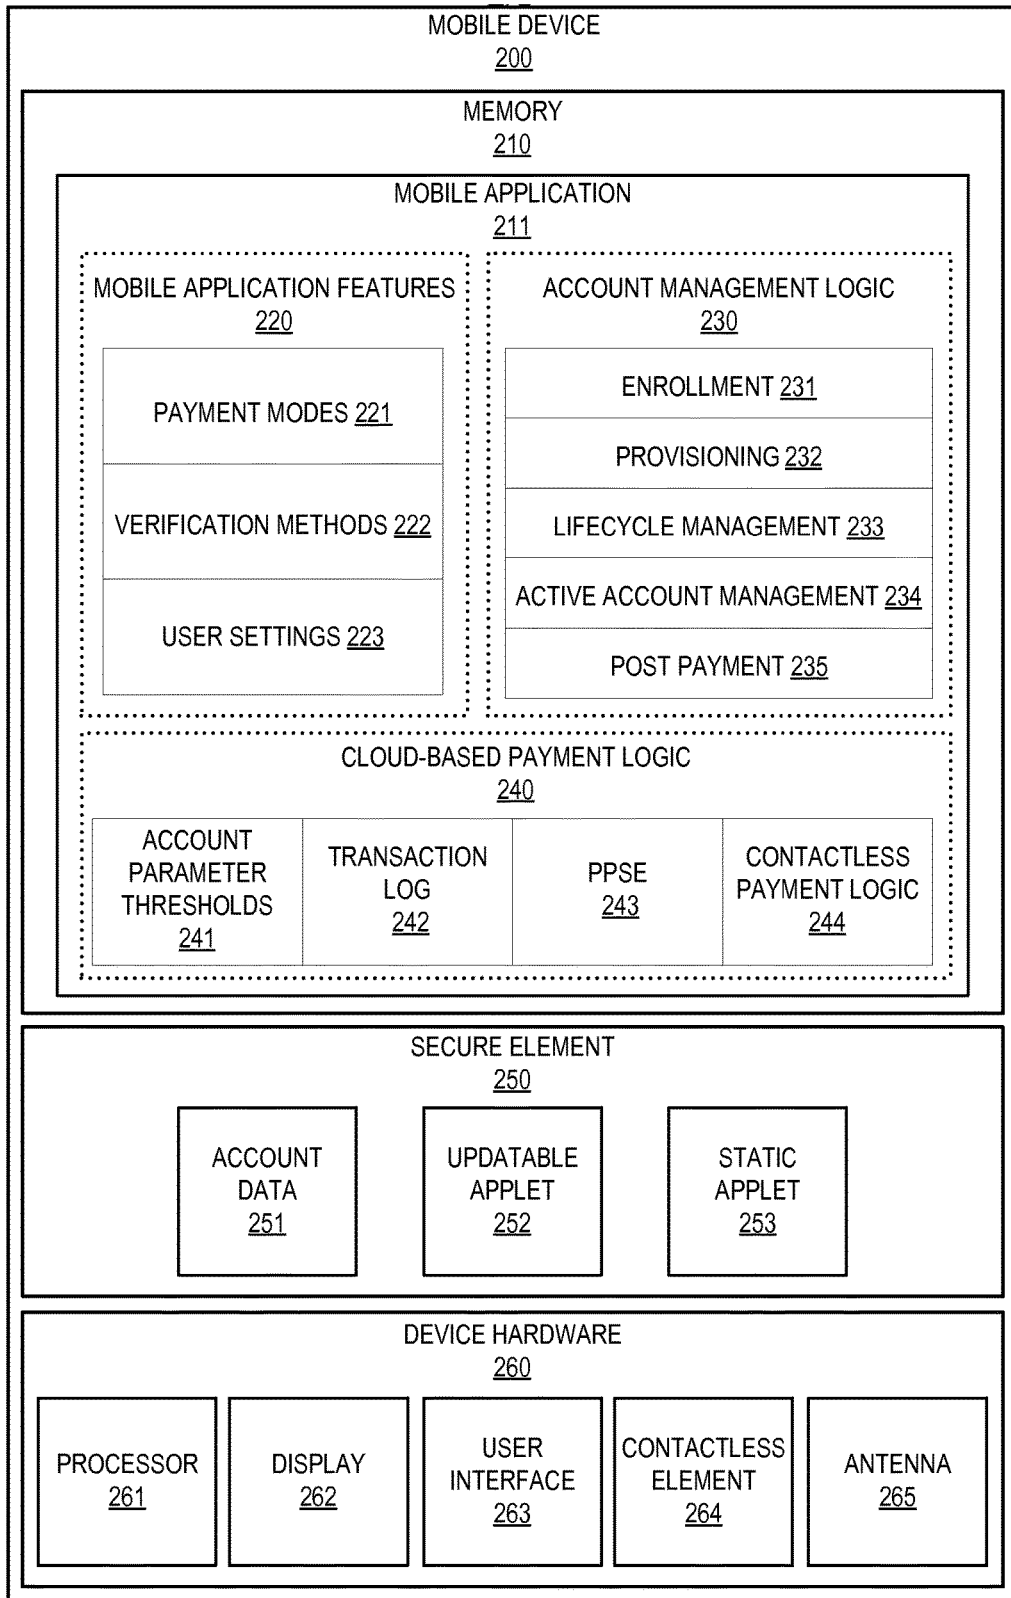 MOBILE DEVICE
200
MEMORY
210
MOBILE APPLICATION
211
MOBILE APPLICATION FEATURES
220
PAYMENT MODES 221
VERIFICATION METHODS 222
USER SETTINGS 223
ACCOUNT MANAGEMENT LOGIC
230
ENROLLMENT 231
PROVISIONING 232
LIFECYCLE MANAGEMENT 233
ACTIVE ACCOUNT MANAGEMENT 234
POST PAYMENT 235
CLOUD-BASED PAYMENT LOGIC
240
ACCOUNT
PARAMETER
THRESHOLDS
241
TRANSACTION
LOG
242
PPSE
243
CONTACTLESS
PAYMENT LOGIC
244
SECURE ELEMENT
250
ACCOUNT
DATA
251
UPDATABLE
APPLET
252
STATIC
APPLET
253
DEVICE HARDWARE
260
PROCESSOR
261
DISPLAY
262
USER
INTERFACE
263
CONTACTLESS
ELEMENT
264
ANTENNA
265